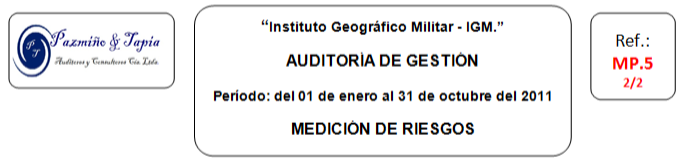 PT
Pazmiño & Tapia
Auditores y Consultores Cía. Ltda.
“Instituto Geográfico Militar - IGM.”
AUDITORÍA DE GESTIÓN
Período: del 01 de enero al 31 de octubre del 2011
MEDICIÓN DE RIESGOS
Ref.:
MP.5
2/2